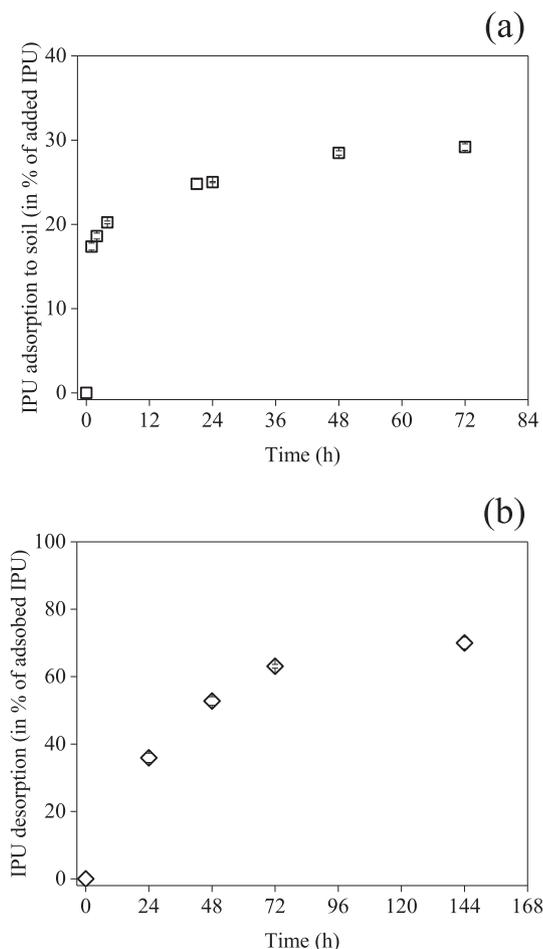 (a)
IPU adsorption to soil (in % of added IPU)
40
30
20
10
0
0 12 24 36 48 60 72 84
Time (h)
(b)
IPU desorption (in % of adsobed IPU)
100
80
60
40
20
0
0 24 48 72 96 120 144 168
Time (h)